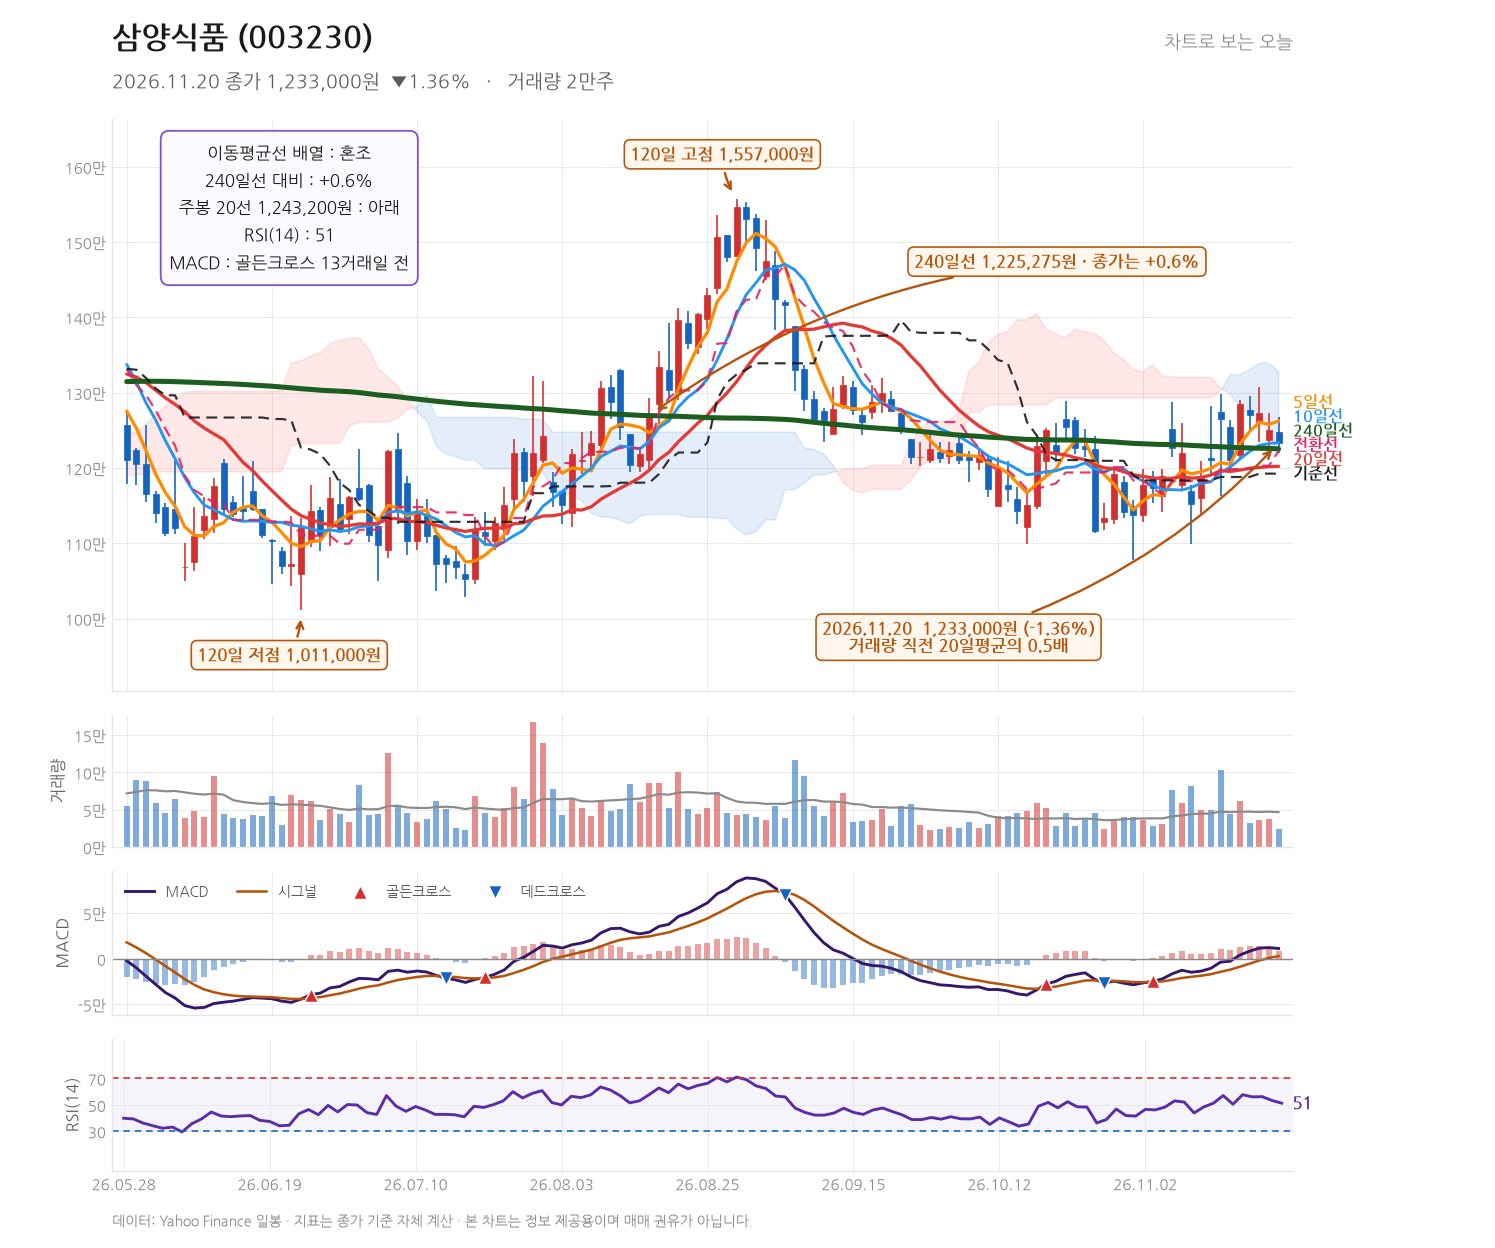 삼양식품 (003230)
차트로 보는 오늘
2026.11.20 종가 1,233,000원 ▼1.36% · 거래량 2만주
이동평균선 배열 : 혼조
240일선 대비 : +0.6%
주봉 20선 1,243,200원 : 아래
RSI(14) : 51
MACD : 골든크로스 13거래일 전
120일 고점 1,557,000원
240일선 1,225,275원 · 종가는 +0.6%
160만
150만
140만
130만
120만
110만
100만
5일선
10일선
240일선
전환선
20일선
기준선
120일 저점 1,011,000원
2026.11.20 1,233,000원 (-1.36%)
거래량 직전 20일평균의 0.5배
거래량
15만
10만
5만
0만
MACD
MACD
시그널
골든크로스
데드크로스
5만
0
-5만
RSI(14)
70
50
30
51
26.05.28
26.06.19
26.07.10
26.08.03
26.08.25
26.09.15
26.10.12
26.11.02
데이터: Yahoo Finance 일봉 · 지표는 종가 기준 자체 계산 · 본 차트는 정보 제공용이며 매매 권유가 아닙니다.